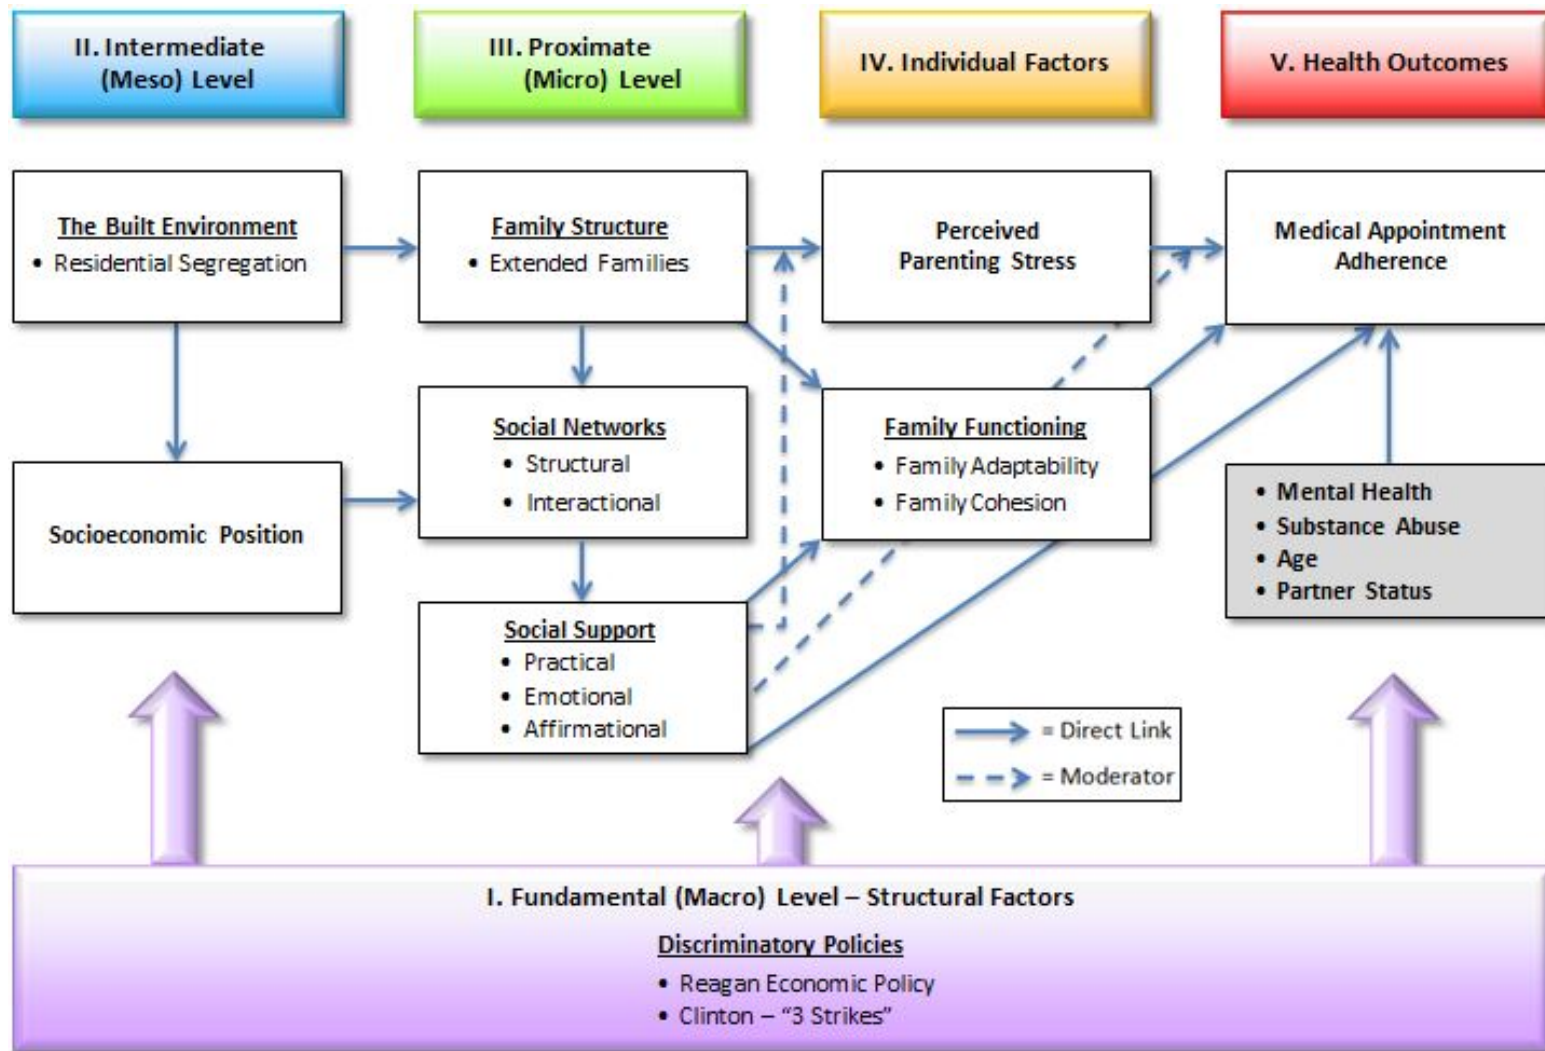 II. Intermediate
(Meso) Level
III. Proximate
(Micro) Level
IV. Individual Factors
V. Health Outcomes
The Built Environment
• Residential Segregation
Family Structure
• Extended Families
Perceived
Parenting Stress
Medical Appointment
Adherence
Socioeconomic Position
Social Networks
• Structural
• Interactional
Family Functioning
• Family Adaptability
• Family Cohesion
• Mental Health
• Substance Abuse
• Age
• Partner Status
Social Support
• Practical
• Emotional
• Affirmational
= Direct Link
= Moderator
I. Fundamental (Macro) Level – Structural Factors
Discriminatory Policies
• Reagan Economic Policy
• Clinton – “3 Strikes”